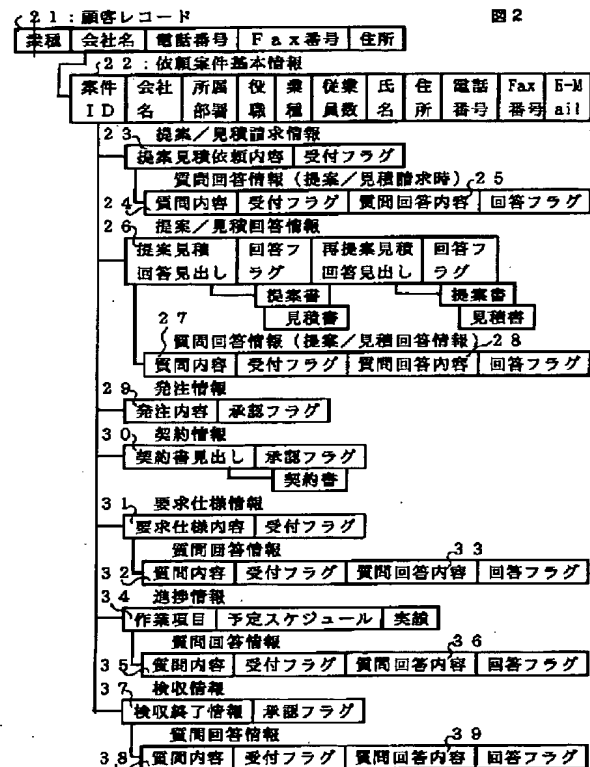 21:顧客レコード 図2
業種 会社名 電話番号 Fax番号 住所
22:依頼案件基本情報
案件ID 会社名 所属部署 役職 業種 従業員数 氏名 住所 電話番号 Fax番号 E-Mail
23 提案/見積請求情報
提案見積依頼内容 受付フラグ
質問回答情報(提案/見積請求時) 25
24 質問内容 受付フラグ 質問回答内容 回答フラグ
26 提案/見積回答情報
提案見積回答見出し 回答フラグ 再提案見積回答見出し 回答フラグ
提案書 提案書
見積書 見積書
27
質問回答情報(提案/見積回答情報) 28
質問内容 受付フラグ 質問回答内容 回答フラグ
29 発注情報
発注内容 承認フラグ
30 契約情報
契約書見出し 承認フラグ
契約書
31 要求仕様情報
要求仕様内容 受付フラグ
質問回答情報 33
32 質問内容 受付フラグ 質問回答内容 回答フラグ
34 進捗情報
作業項目 予定スケジュール 実績
質問回答情報 36
35 質問内容 受付フラグ 質問回答内容 回答フラグ
37 検収情報
検収終了情報 承認フラグ
質問回答情報 39
38 質問内容 受付フラグ 質問回答内容 回答フラグ